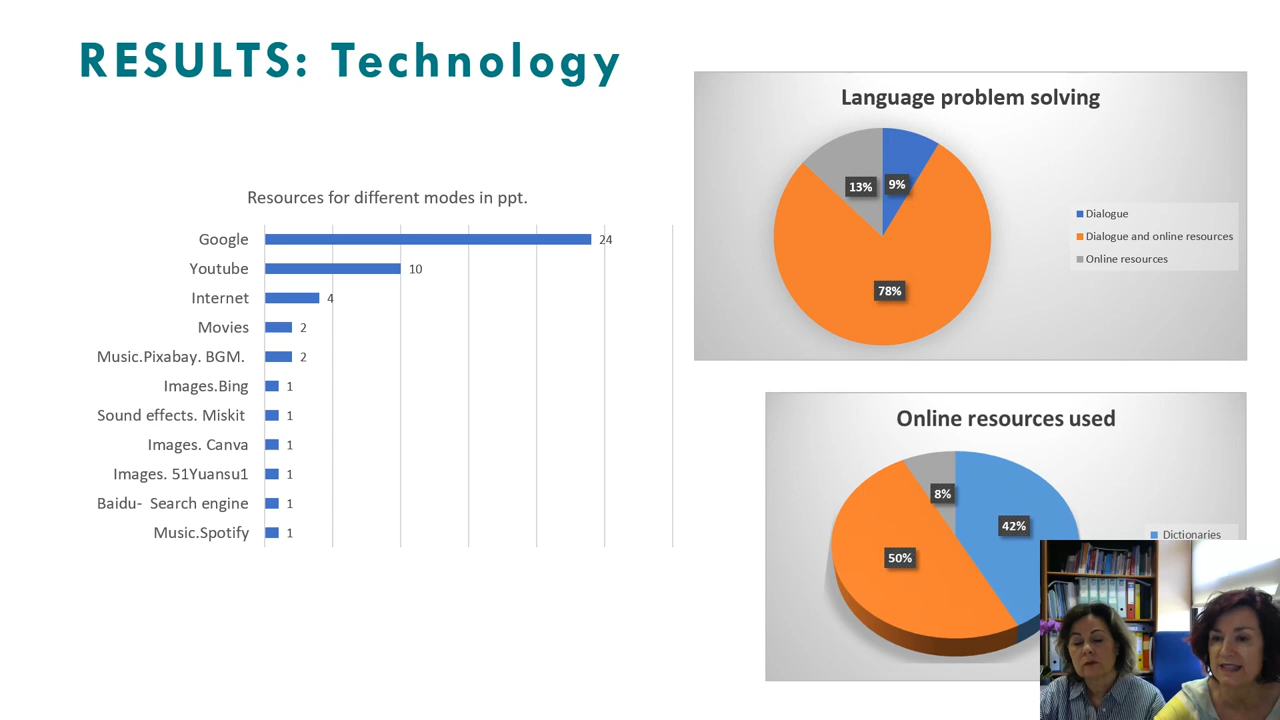 RESULTS: Technology
Resources for different modes in ppt.
Google 24
Youtube 10
Internet 4
Movies 2
Music.Pixabay. BGM. 2
Images.Bing 1
Sound effects. Miskit 1
Images. Canva 1
Images. 51Yuansu1 1
Baidu- Search engine 1
Music.Spotify 1
Language problem solving
13% 9%
78%
Dialogue
Dialogue and online resources
Online resources
Online resources used
8%
42%
50%
Dictionaries